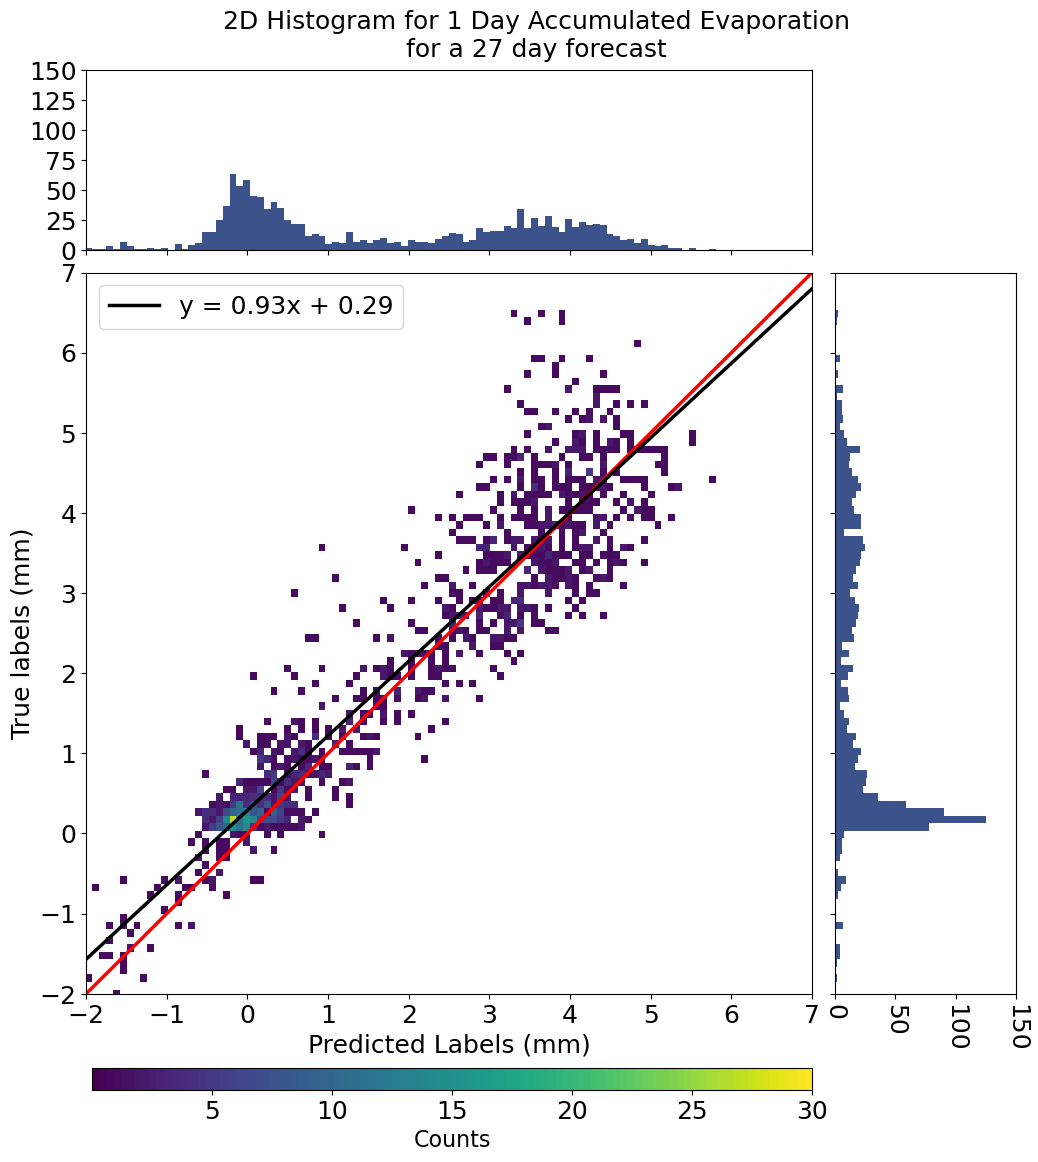 2D Histogram for 1 Day Accumulated Evaporation
for a 27 day forecast
150
125
100
75
50
25
0
7
6
5
4
3
2
1
0
−1
−2
True labels (mm)
y = 0.93x + 0.29
−2 −1 0 1 2 3 4 5 6 7
Predicted Labels (mm)
0 50 100 150
5 10 15 20 25 30
Counts